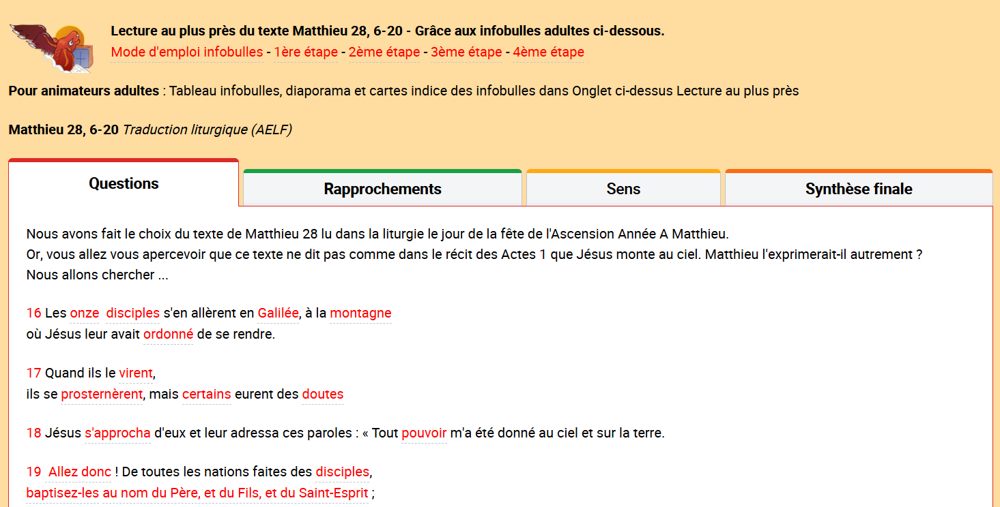 Lecture au plus près du texte Matthieu 28, 6-20 - Grâce aux infobulles adultes ci-dessous.
Mode d'emploi infobulles - 1ère étape - 2ème étape - 3ème étape - 4ème étape
Pour animateurs adultes : Tableau infobulles, diaporama et cartes indice des infobulles dans Onglet ci-dessus Lecture au plus près
Matthieu 28, 6-20 Traduction liturgique (AELF)
Questions
Rapprochements
Sens
Synthèse finale
Nous avons fait le choix du texte de Matthieu 28 lu dans la liturgie le jour de la fête de l'Ascension Année A Matthieu.
Or, vous allez vous apercevoir que ce texte ne dit pas comme dans le récit des Actes 1 que Jésus monte au ciel. Matthieu l'exprimerait-il autrement ?
Nous allons chercher ...
16 Les onze disciples s'en allèrent en Galilée, à la montagne
où Jésus leur avait ordonné de se rendre.
17 Quand ils le virent,
ils se prosternèrent, mais certains eurent des doutes
18 Jésus s'approcha d'eux et leur adressa ces paroles : « Tout pouvoir m'a été donné au ciel et sur la terre.
19 Allez donc ! De toutes les nations faites des disciples,
baptisez-les au nom du Père, et du Fils, et du Saint-Esprit ;